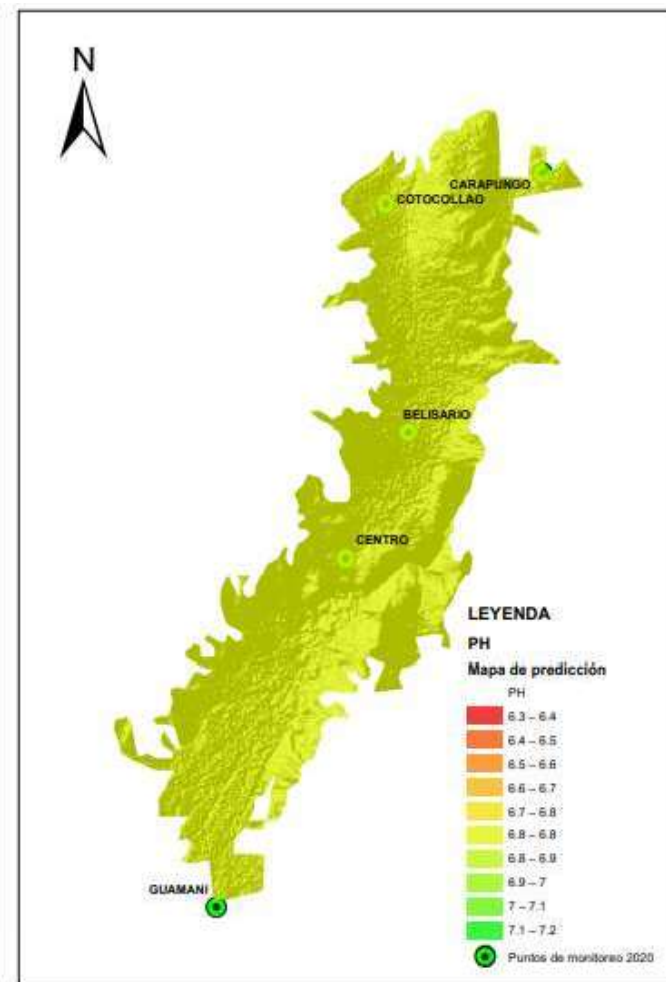 N
CARAPUNGO
COTOCOLLAO
BELISARIO
CENTRO
GUAMANI
LEYENDA
PH
Mapa de predicción
PH
6.3 – 6.4
6.4 – 6.5
6.5 – 6.6
6.6 – 6.7
6.7 – 6.8
6.8 – 6.8
6.8 – 6.9
6.9 – 7
7 – 7.1
7.1 – 7.2
Puntos de monitoreo 2020